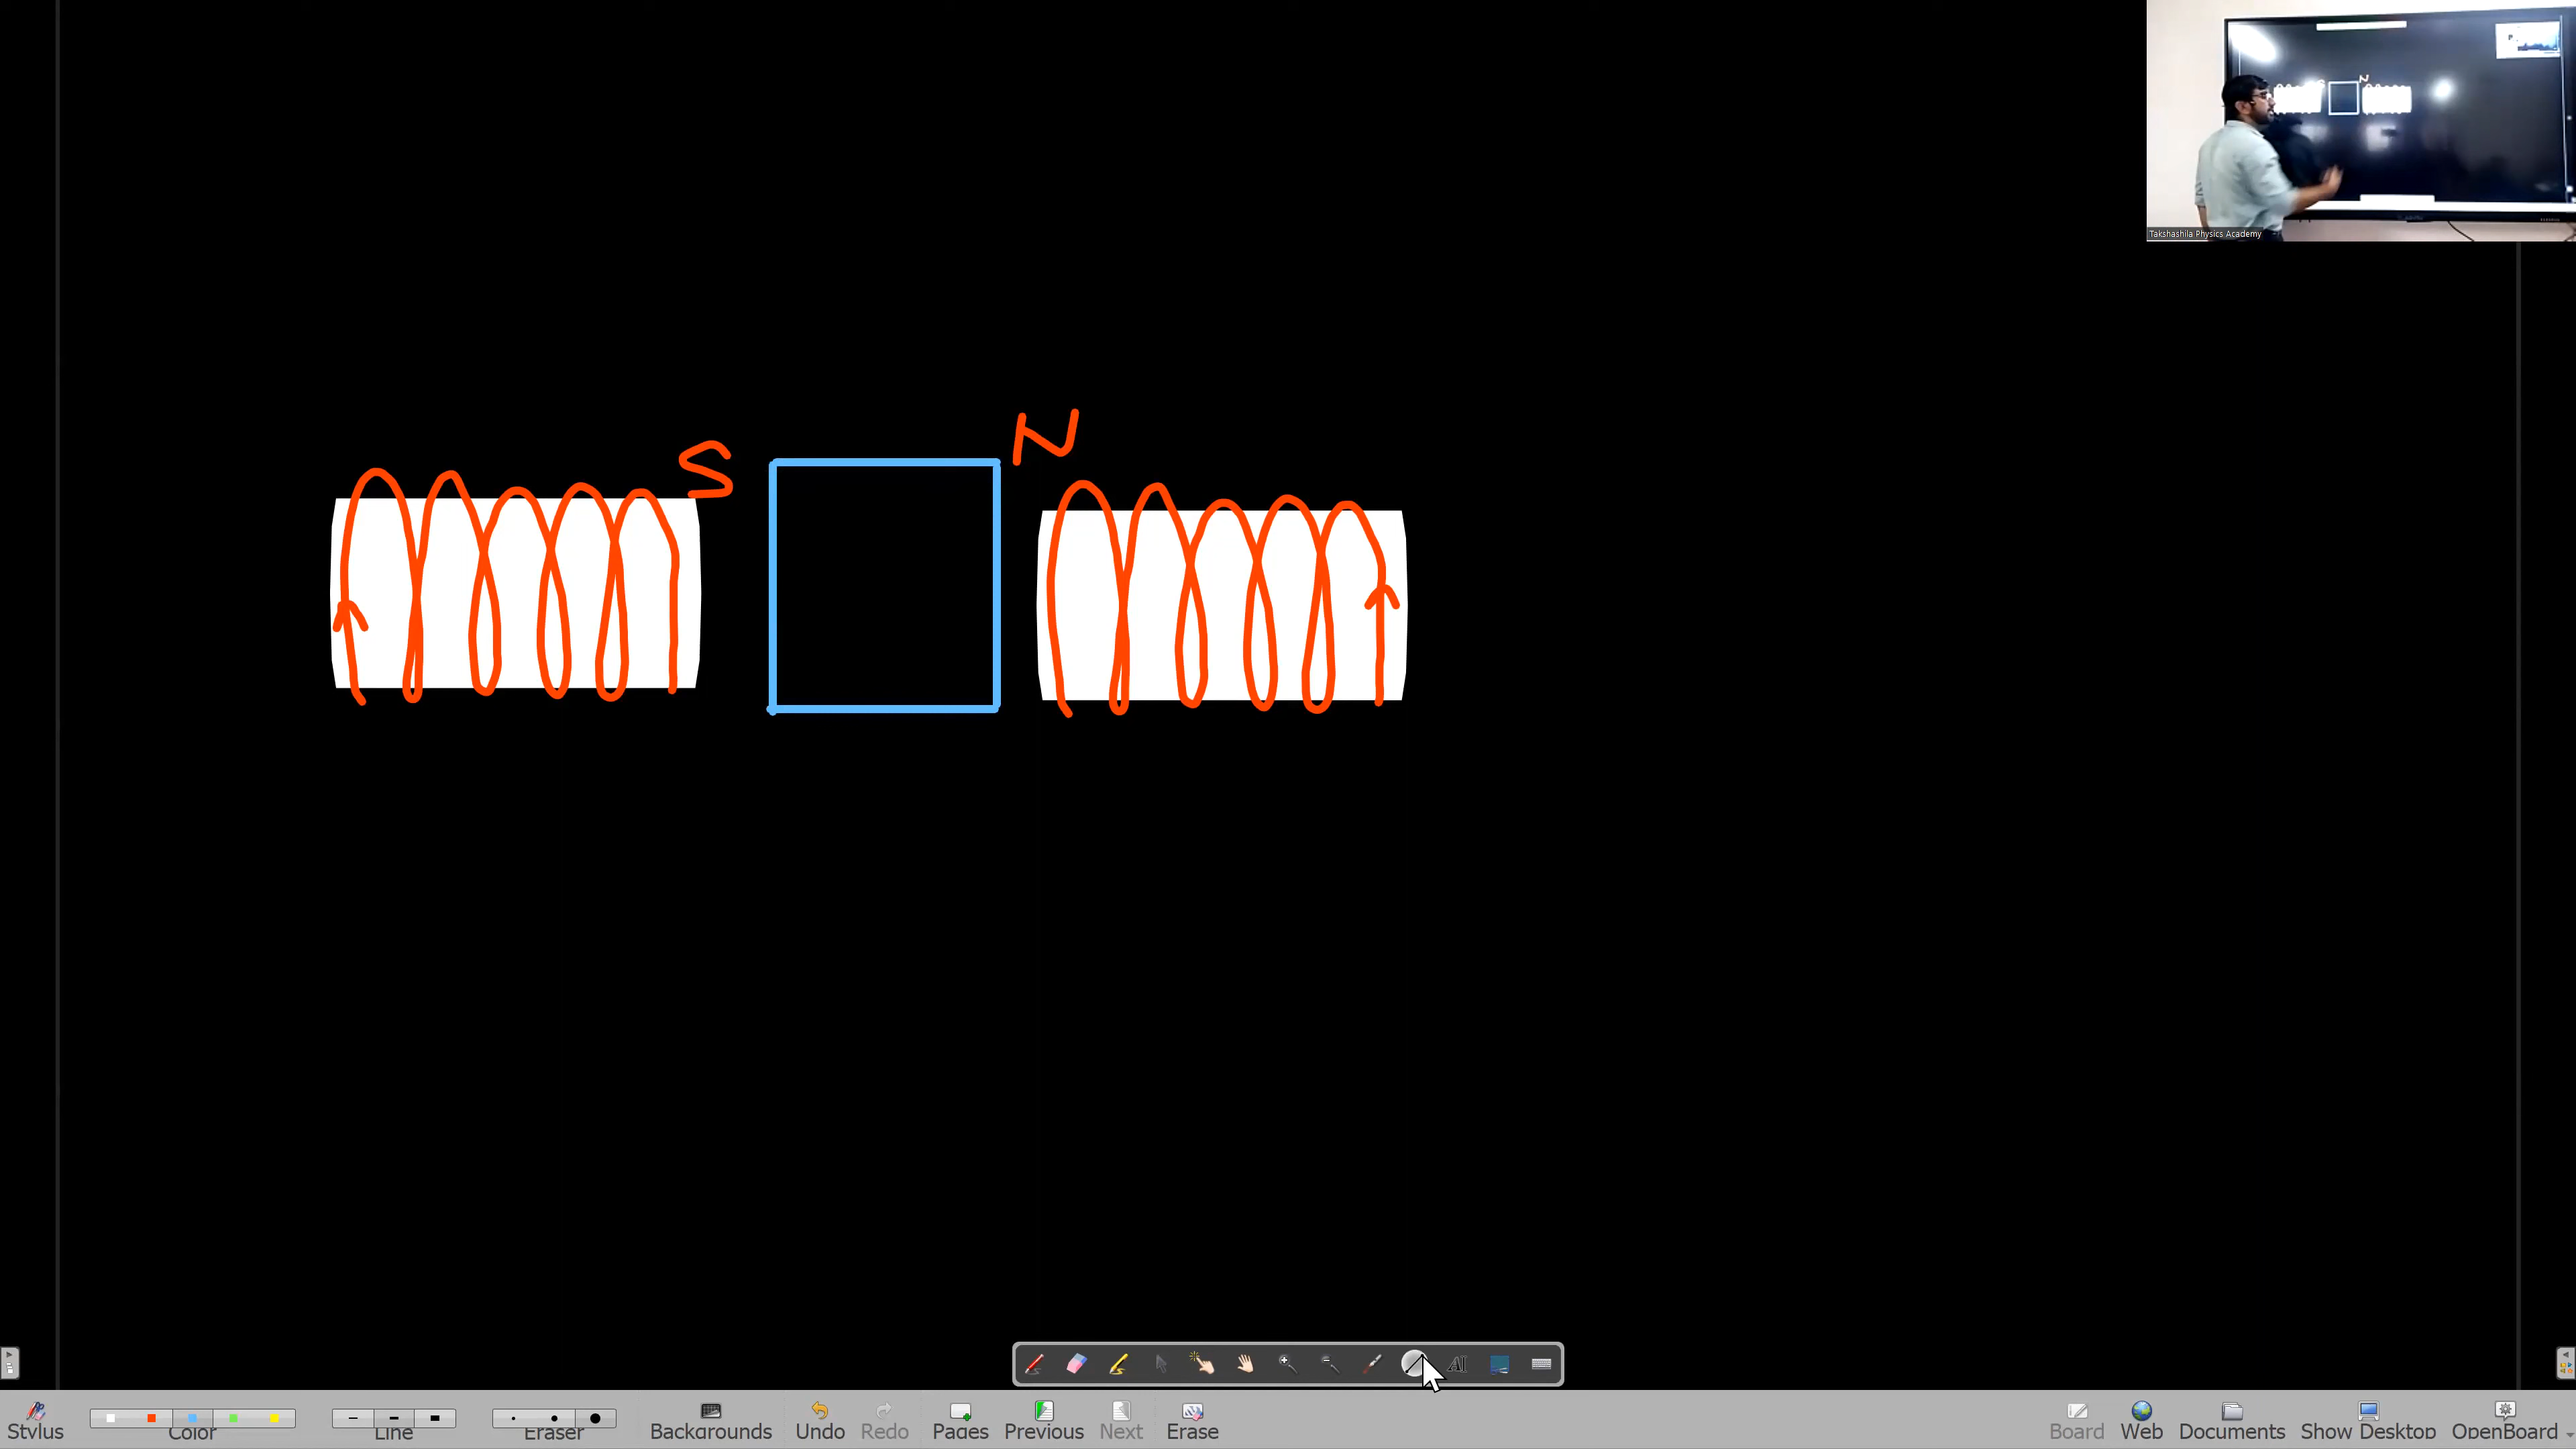 Takshashila Physics Academy
S
N
Stylus
Color
Line
Eraser
Backgrounds
Undo
Redo
Pages
Previous
Next
Erase
Board
Web
Documents
Show Desktop
OpenBoard
AI